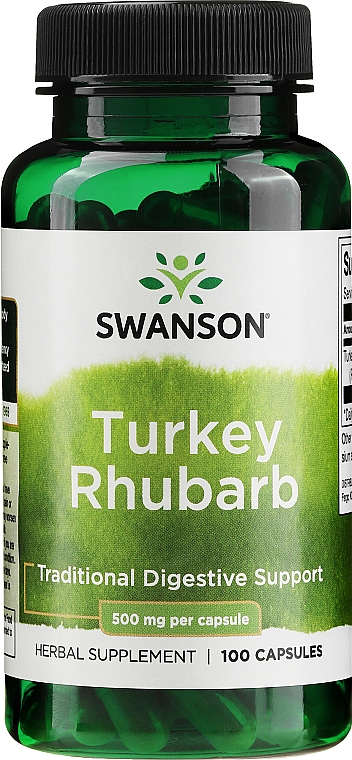 SWANSON®
Turkey
Rhubarb
Traditional Digestive Support
500 mg per capsule
HERBAL SUPPLEMENT | 100 CAPSULES